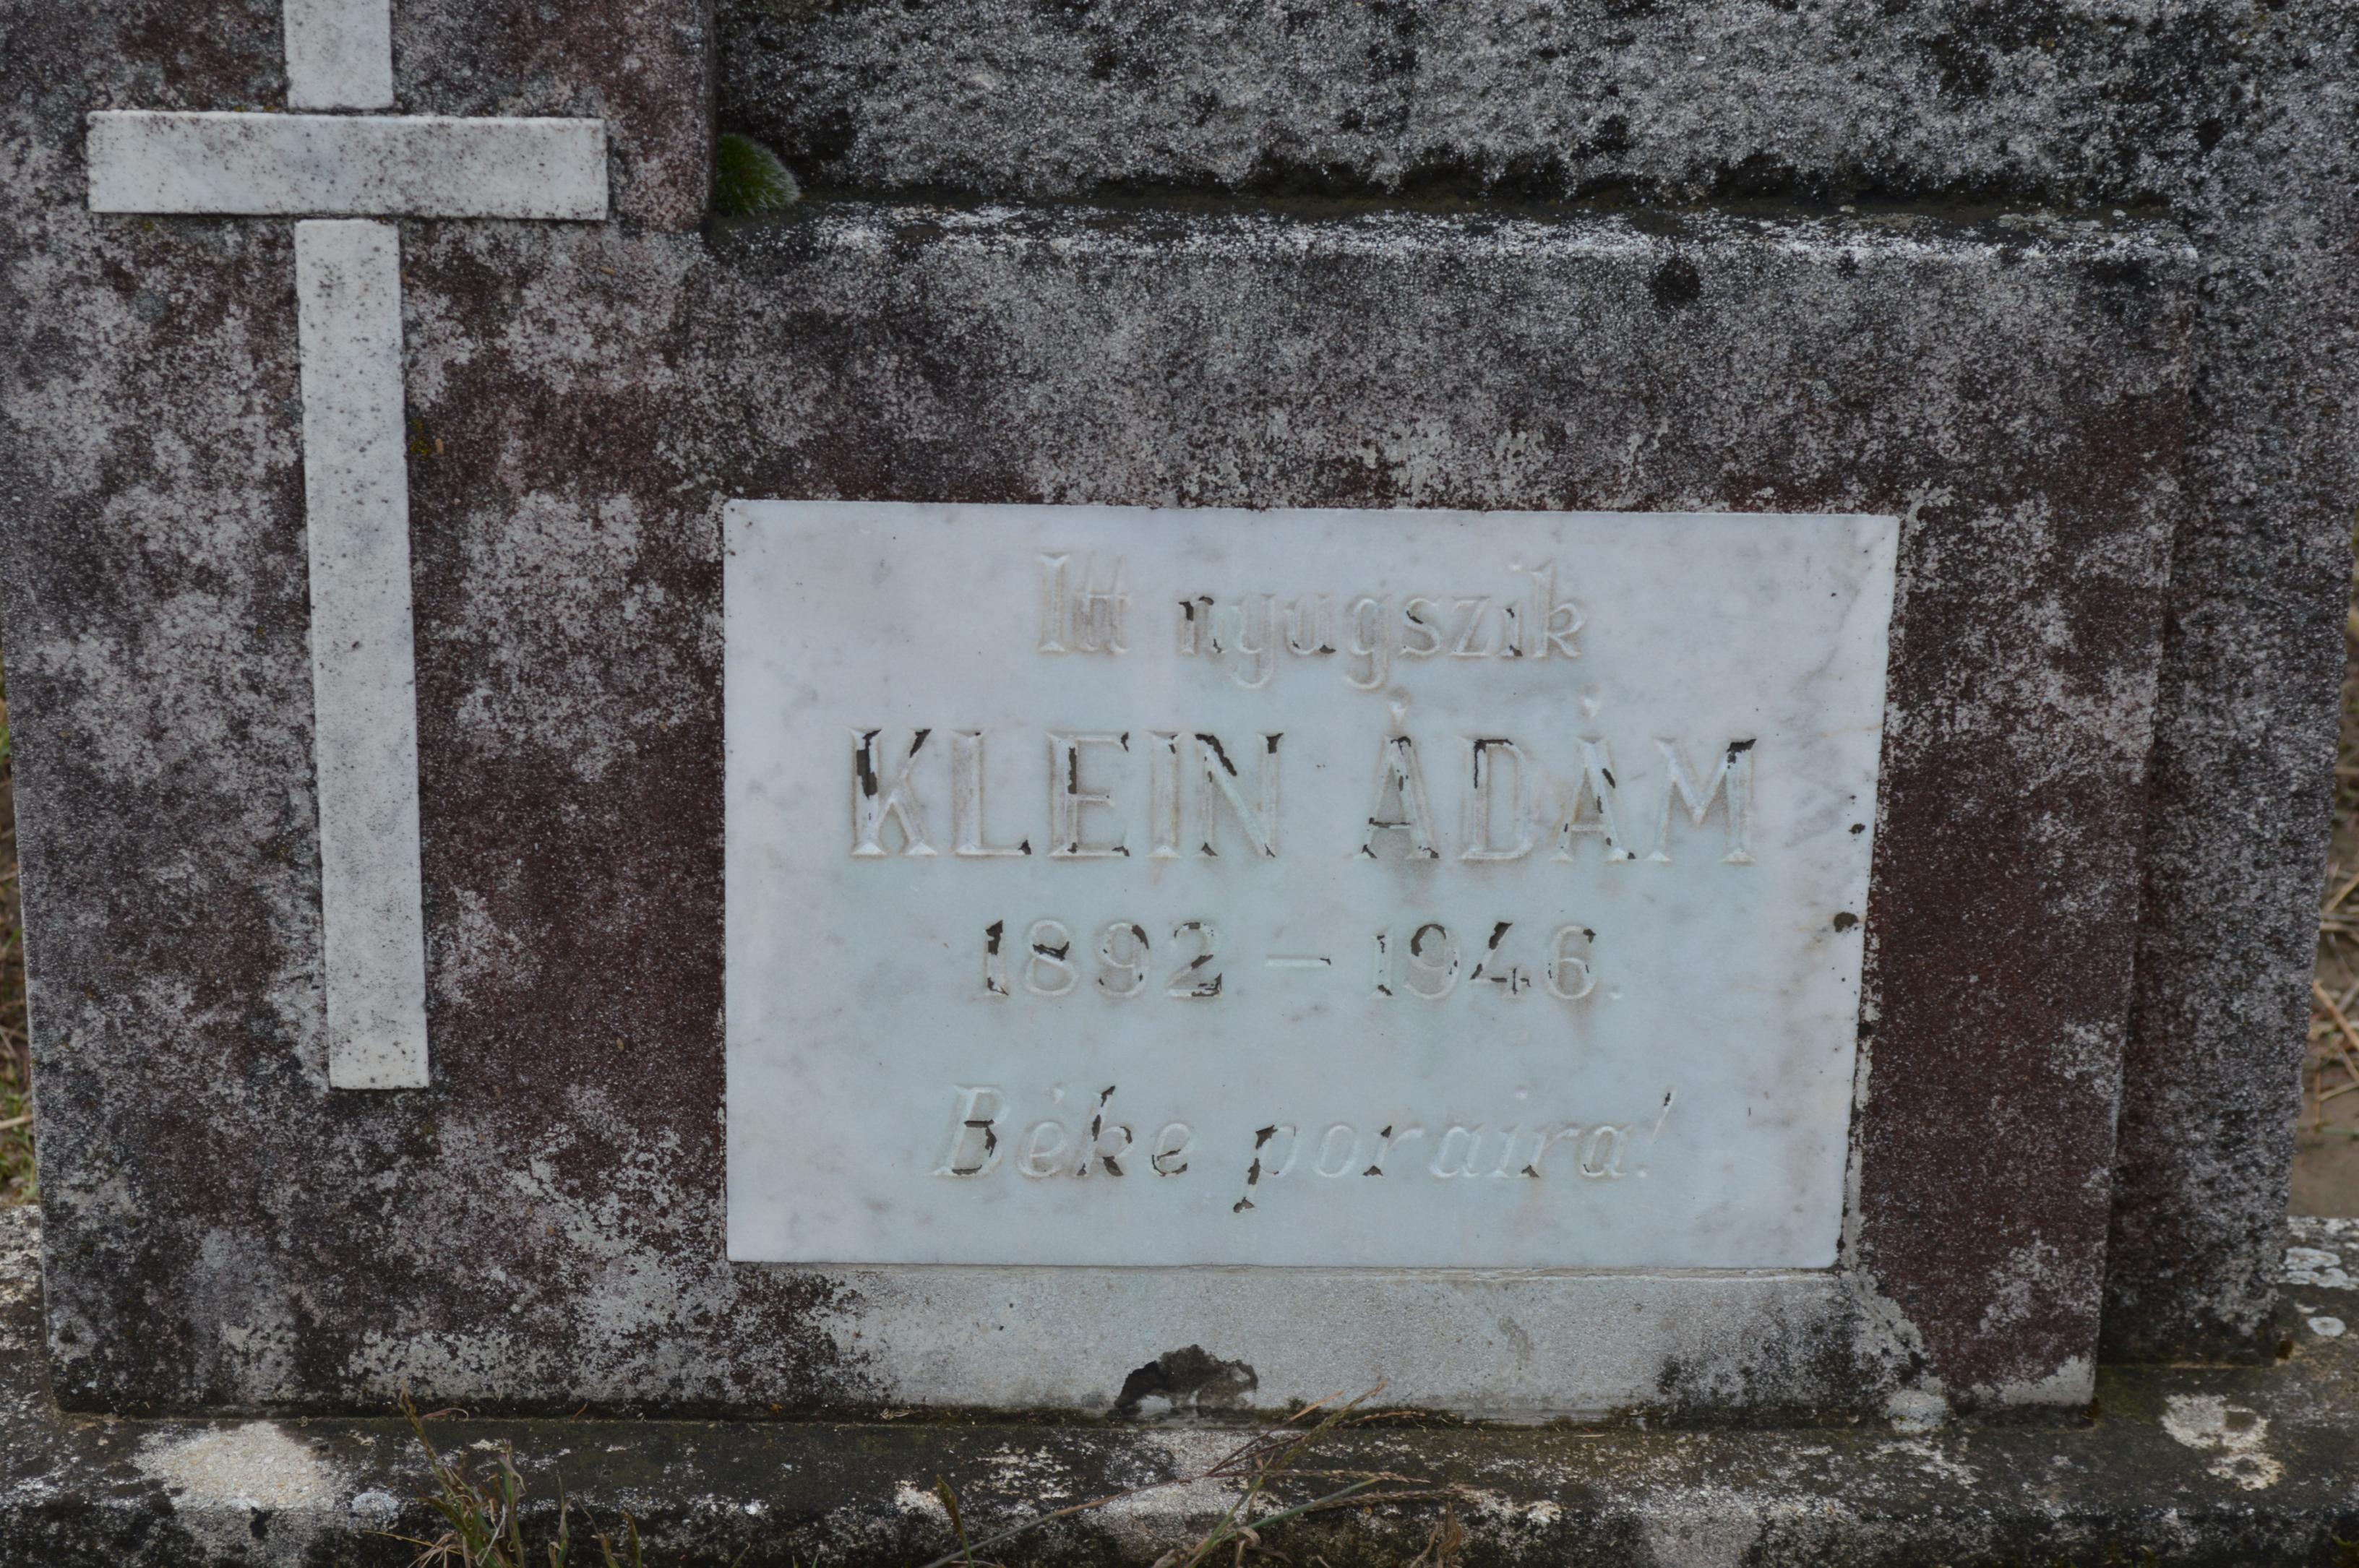 Itt nyugszik
KLEIN ÁDÁM
1892 – 1946.
Béke poraira!